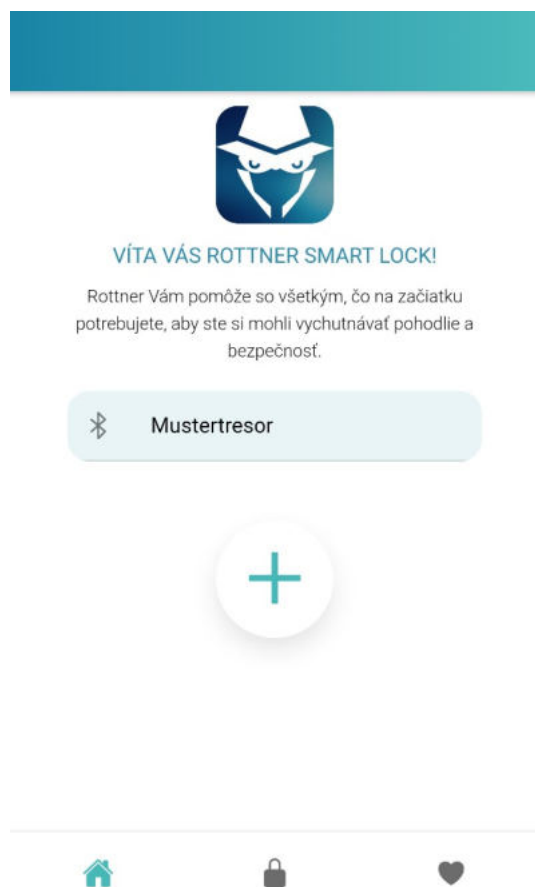 VÍTA VÁS ROTTNER SMART LOCK!
Rottner Vám pomôže so všetkým, čo na začiatku
potrebujete, aby ste si mohli vychutnávať pohodlie a
bezpečnosť.
Mustertresor